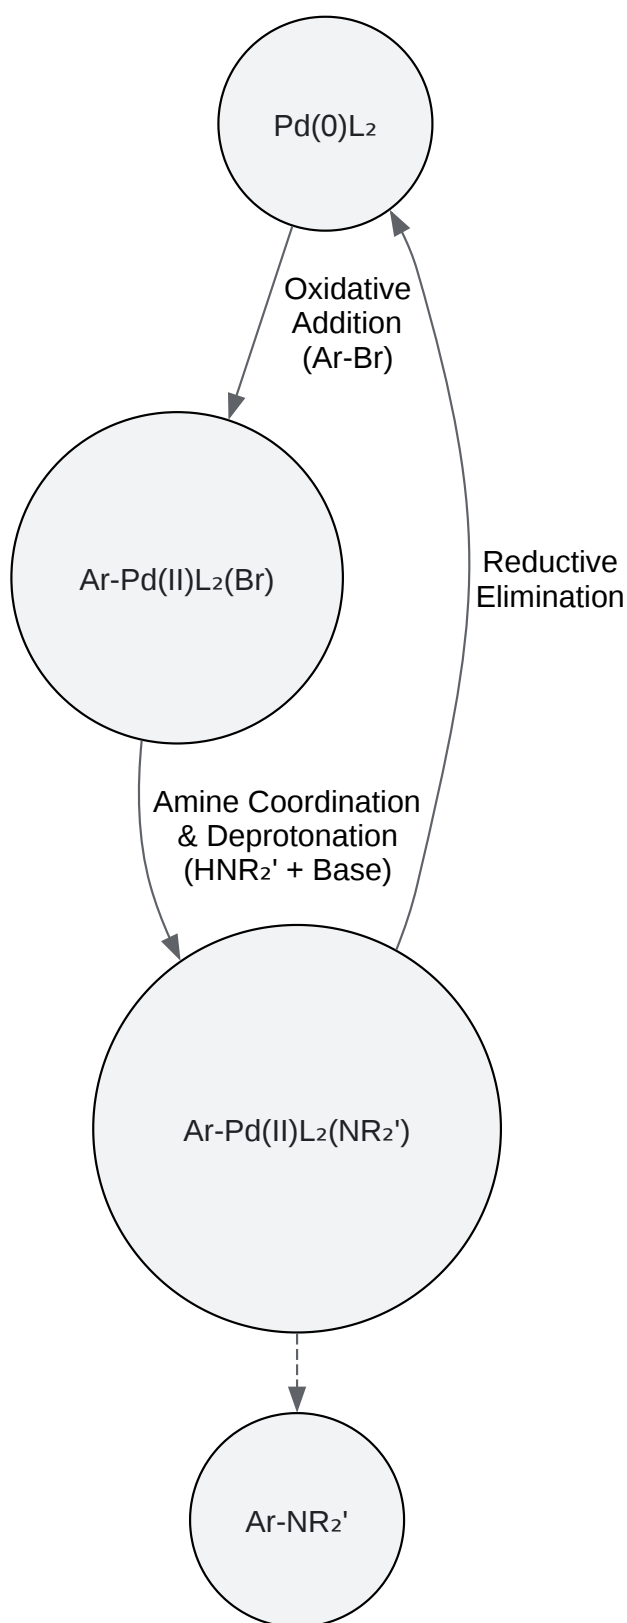 Pd(0)L₂
Oxidative
Addition
(Ar-Br)
Ar-Pd(II)L₂(Br)
Reductive
Elimination
Amine Coordination
& Deprotonation
(HNR₂' + Base)
Ar-Pd(II)L₂(NR₂')
Ar-NR₂'